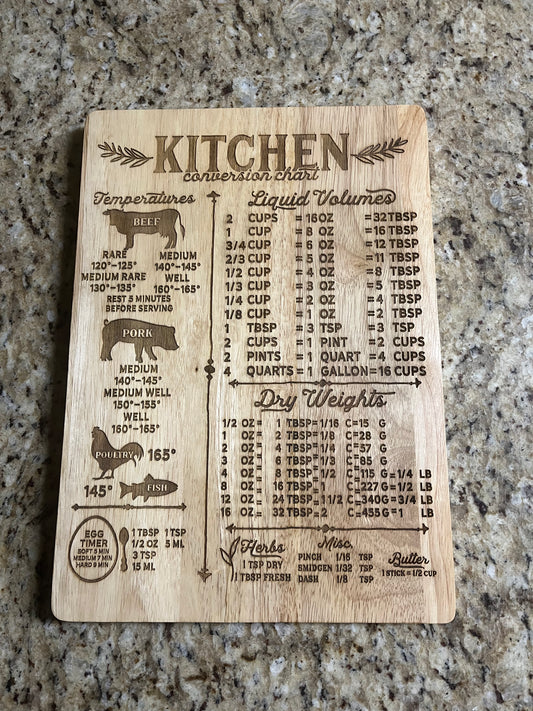 KITCHEN
conversion chart
Temperatures
BEEF
RARE
120°-125°
MEDIUM
140°-145°
MEDIUM RARE
130°-135°
WELL
160°-165°
REST 5 MINUTES
BEFORE SERVING
PORK
MEDIUM
140°-145°
MEDIUM WELL
150°-155°
WELL
160°-165°
POULTRY 165°
145° FISH
EGG
TIMER
SOFT 5 MIN
MEDIUM 7 MIN
HARD 9 MIN
1 TBSP 1 TSP
1/2 OZ 5 ML
3 TSP
15 ML
Liquid Volumes
2 CUPS = 16 OZ = 32 TBSP
1 CUP = 8 OZ = 16 TBSP
3/4 CUP = 6 OZ = 12 TBSP
2/3 CUP = 5 OZ = 11 TBSP
1/2 CUP = 4 OZ = 8 TBSP
1/3 CUP = 3 OZ = 5 TBSP
1/4 CUP = 2 OZ = 4 TBSP
1/8 CUP = 1 OZ = 2 TBSP
1 TBSP = 3 TSP = 3 TSP
2 CUPS = 1 PINT = 2 CUPS
2 PINTS = 1 QUART = 4 CUPS
4 QUARTS = 1 GALLON = 16 CUPS
Dry Weights
1/2 OZ = 1 TBSP = 1/16 C = 15 G
1 OZ = 2 TBSP = 1/8 C = 28 G
2 OZ = 4 TBSP = 1/4 C = 57 G
3 OZ = 6 TBSP = 1/3 C = 85 G
4 OZ = 8 TBSP = 1/2 C = 115 G = 1/4 LB
8 OZ = 16 TBSP = 1 C = 227 G = 1/2 LB
12 OZ = 24 TBSP = 1 1/2 C = 340 G = 3/4 LB
16 OZ = 32 TBSP = 2 C = 455 G = 1 LB
Herbs
1 TSP DRY
1 TBSP FRESH
Misc.
PINCH 1/16 TSP
SMIDGEN 1/32 TSP
DASH 1/8 TSP
Butter
1 STICK = 1/2 CUP